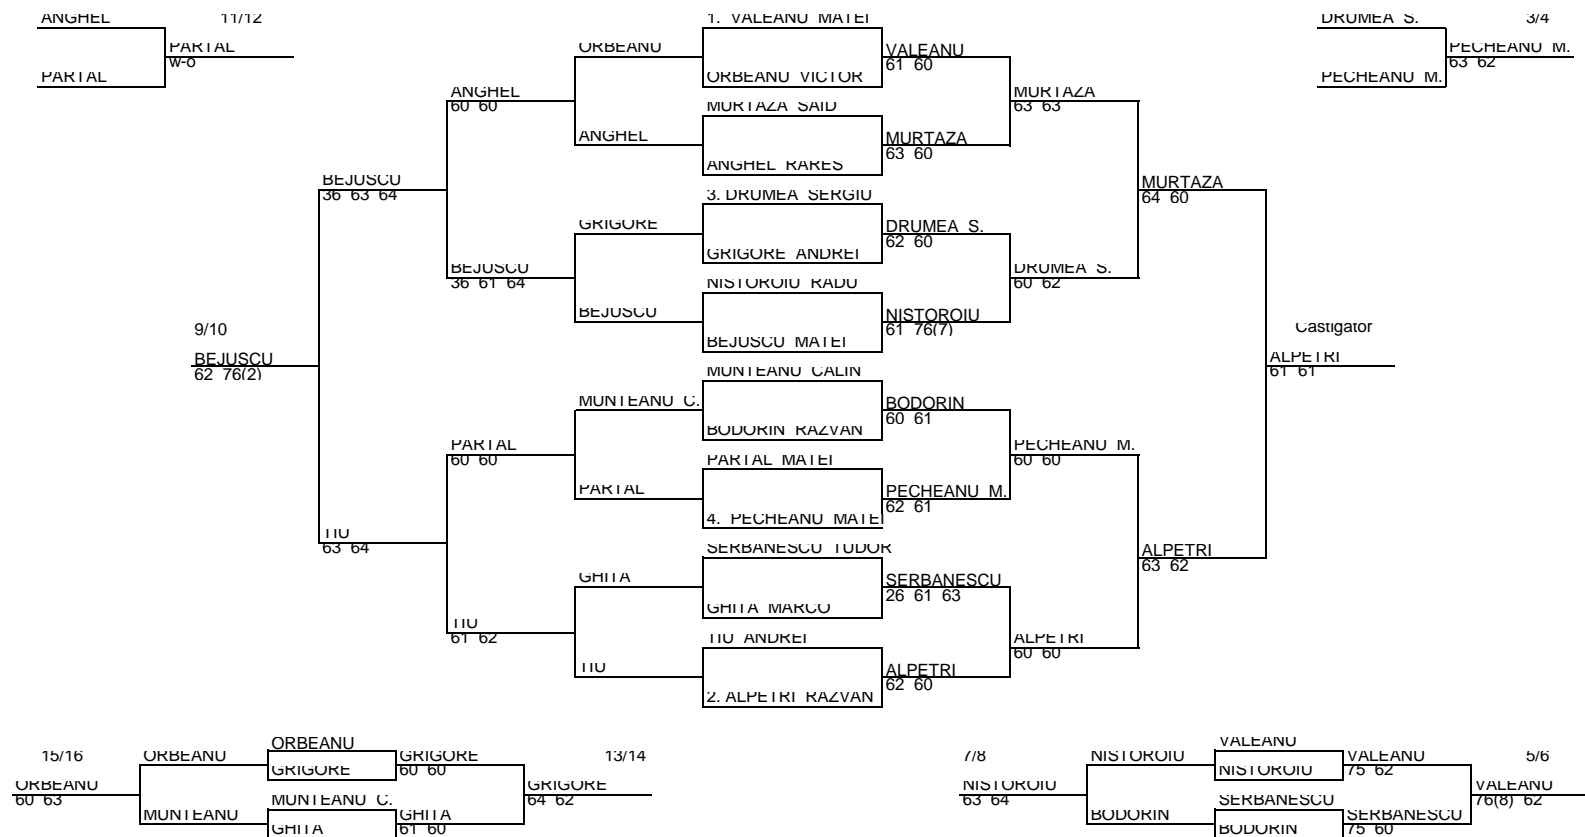 ANGHEL 11/12
PARTAL
w-o
PARTAL
1. VALEANU MATEI
ORBEANU
VALEANU
61 60
ORBEANU VICTOR
DRUMEA S. 3/4
PECHEANU M.
63 62
PECHEANU M.
ANGHEL
60 60
MURTAZA SAID
MURTAZA
63 63
ANGHEL
MURTAZA
63 60
ANGHEL RARES
BEJUSCU
36 63 64
3. DRUMEA SERGIU
MURTAZA
64 60
GRIGORE
DRUMEA S.
62 60
GRIGORE ANDREI
BEJUSCU
36 61 64
NISTOROIU RADU
DRUMEA S.
60 62
BEJUSCU
NISTOROIU
61 76(7)
BEJUSCU MATEI
9/10
BEJUSCU
62 76(2)
Castigator
ALPETRI
61 61
MUNTEANU CALIN
MUNTEANU C.
BODORIN
60 61
BODORIN RAZVAN
PARTAL
60 60
PARTAL MATEI
PECHEANU M.
60 60
PARTAL
PECHEANU M.
62 61
4. PECHEANU MATEI
TIU
63 64
SERBANESCU TUDOR
ALPETRI
63 62
GHITA
SERBANESCU
26 61 63
GHITA MARCO
TIU
61 62
TIU ANDREI
ALPETRI
60 60
TIU
ALPETRI
62 60
2. ALPETRI RAZVAN
15/16
ORBEANU
60 63
ORBEANU
MUNTEANU
ORBEANU
GRIGORE
GRIGORE
60 60
MUNTEANU C.
GHITA
GHITA
61 60
13/14
GRIGORE
64 62
7/8
NISTOROIU
63 64
NISTOROIU
BODORIN
VALEANU
NISTOROIU
VALEANU
75 62
SERBANESCU
BODORIN
SERBANESCU
75 60
5/6
VALEANU
76(8) 62